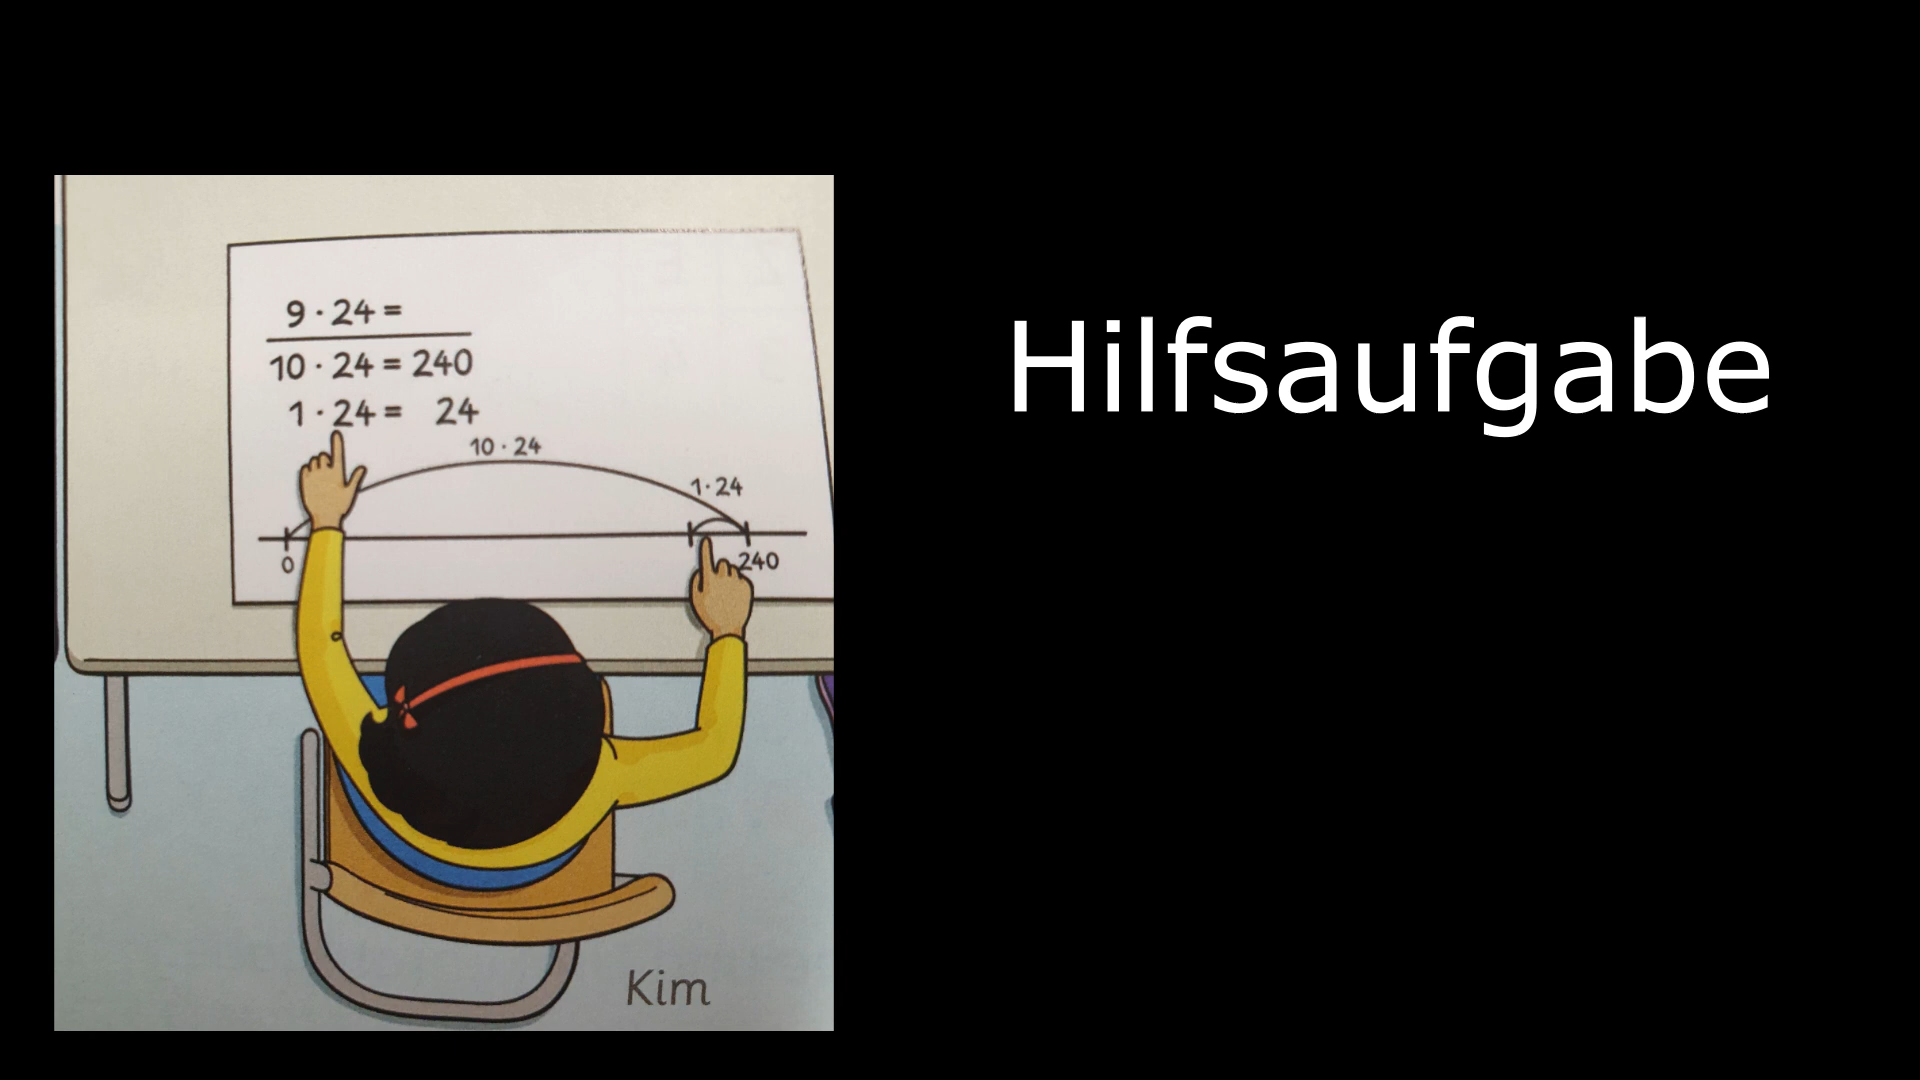 9 · 24 =
10 · 24 = 240
1 · 24 = 24
10 · 24
1 · 24
0
240
Kim
Hilfsaufgabe